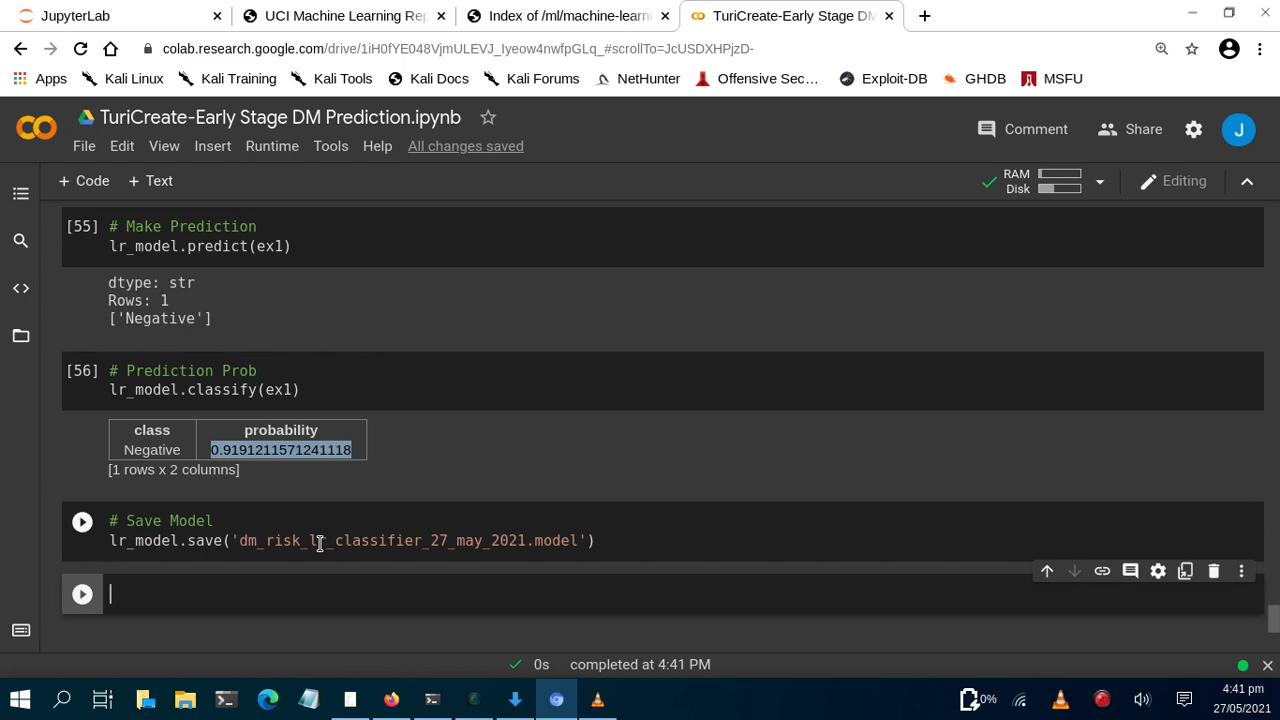 JupyterLab
UCI Machine Learning Rep
Index of /ml/machine-learni
TuriCreate-Early Stage DM
colab.research.google.com/drive/1iH0fYE048VjmULEVJ_Iyeow4nwfpGLq_#scrollTo=JcUSDXHPjzD-
Apps Kali Linux Kali Training Kali Tools Kali Docs Kali Forums NetHunter Offensive Sec... Exploit-DB GHDB MSFU
TuriCreate-Early Stage DM Prediction.ipynb
Comment Share J
File Edit View Insert Runtime Tools Help All changes saved
+ Code + Text
RAM
Disk
Editing
[55] # Make Prediction
lr_model.predict(ex1)
dtype: str
Rows: 1
['Negative']
[56] # Prediction Prob
lr_model.classify(ex1)
class probability
Negative 0.9191211571241118
[1 rows x 2 columns]
# Save Model
lr_model.save('dm_risk_lr_classifier_27_may_2021.model')
0s completed at 4:41 PM
0%
4:41 pm
27/05/2021